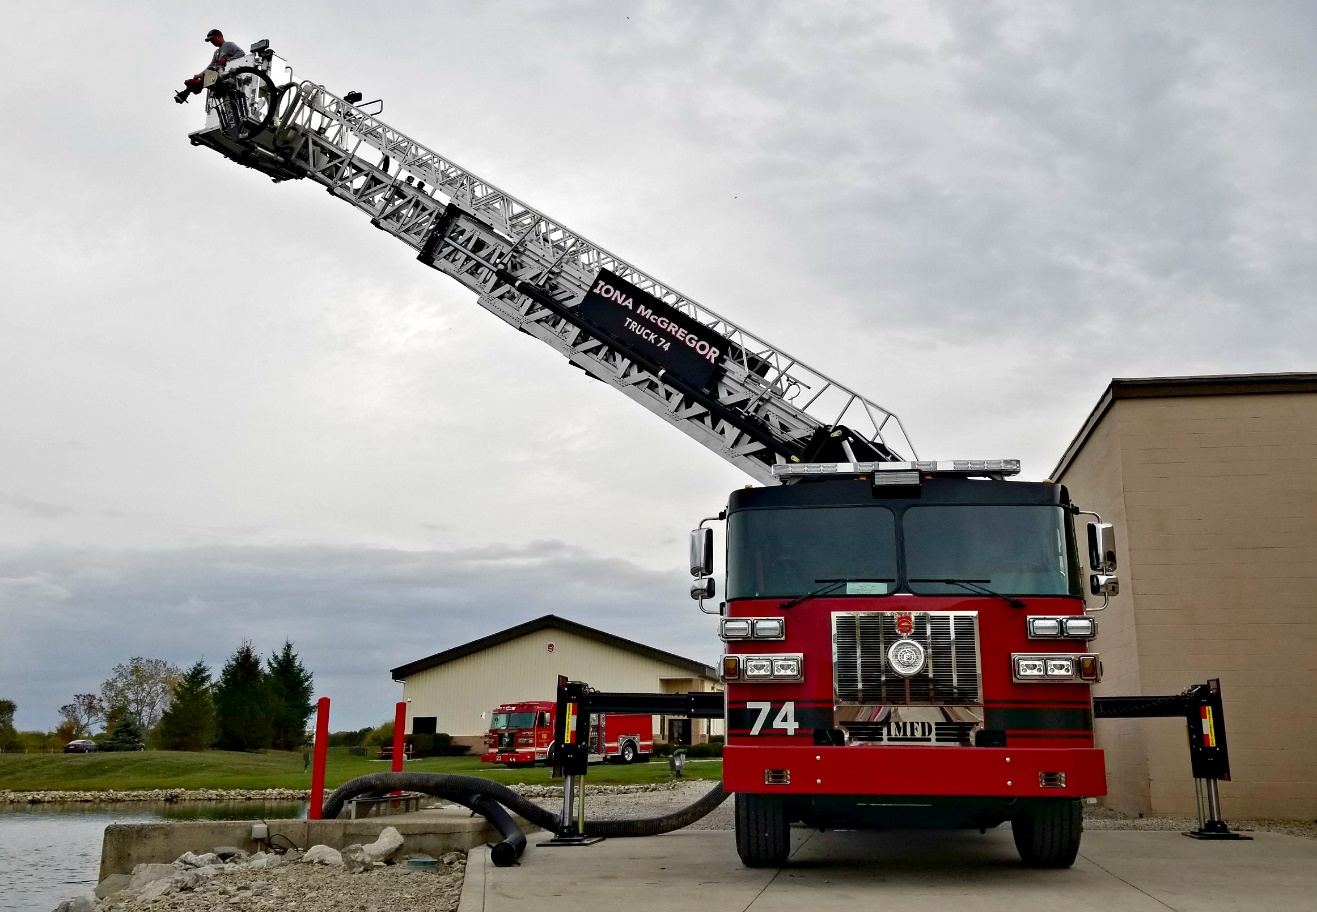 IONA McGREGOR
TRUCK 74
74
IMFD